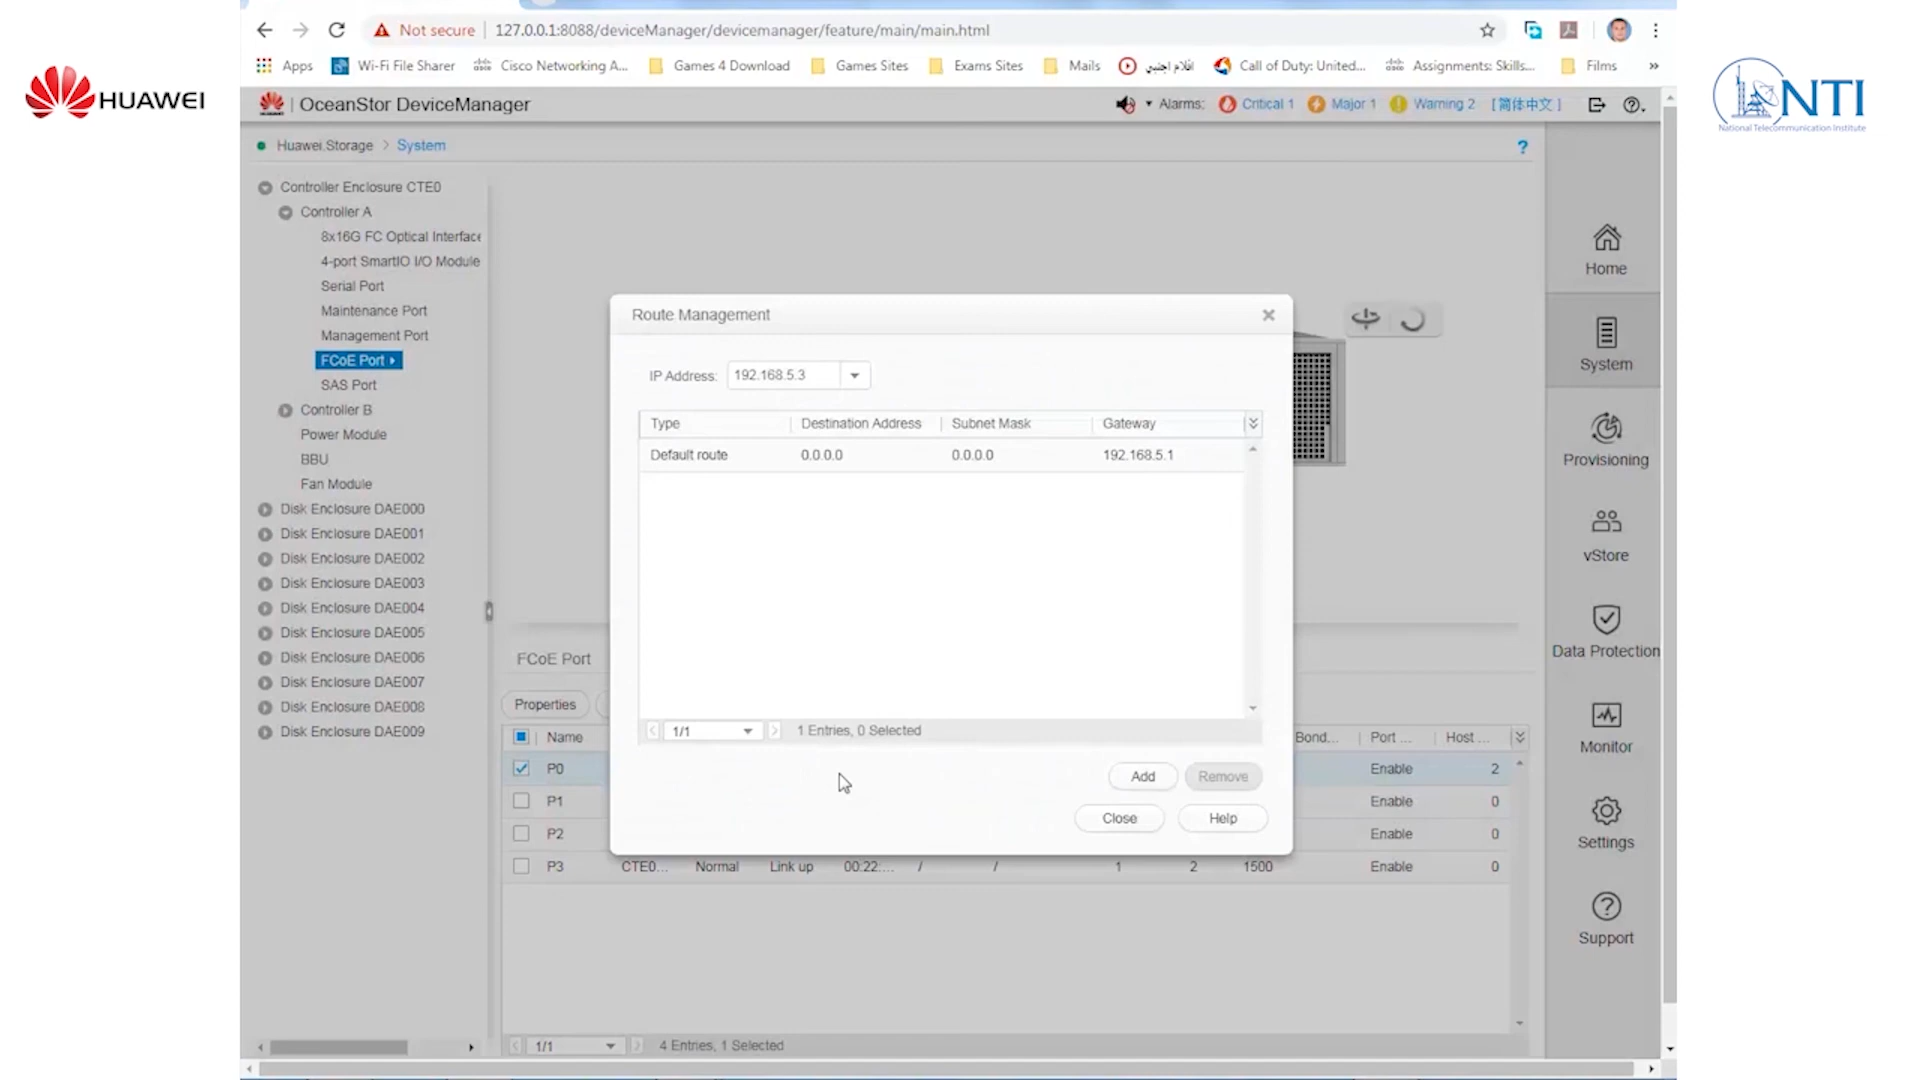 HUAWEI
NTI
National Telecommunication Institute
Not secure | 127.0.0.1:8088/deviceManager/devicemanager/feature/main/main.html
Apps Wi-Fi File Sharer Cisco Networking A... Games 4 Download Games Sites Exams Sites Mails افلام اجنبي Call of Duty: United... Assignments: Skills... Films »
HUAWEI | OceanStor DeviceManager
Alarms: Critical 1 Major 1 Warning 2 [简体中文]
Huawei.Storage > System
?
Controller Enclosure CTE0
Controller A
8x16G FC Optical Interface
4-port SmartIO I/O Module
Serial Port
Maintenance Port
Management Port
FCoE Port
SAS Port
Controller B
Power Module
BBU
Fan Module
Disk Enclosure DAE000
Disk Enclosure DAE001
Disk Enclosure DAE002
Disk Enclosure DAE003
Disk Enclosure DAE004
Disk Enclosure DAE005
Disk Enclosure DAE006
Disk Enclosure DAE007
Disk Enclosure DAE008
Disk Enclosure DAE009
Route Management
IP Address: 192.168.5.3
Type Destination Address Subnet Mask Gateway
Default route 0.0.0.0 0.0.0.0 192.168.5.1
1/1 1 Entries, 0 Selected
Add Remove
Close Help
FCoE Port
Properties
Name Bond... Port ... Host ...
P0 Enable 2
P1 Enable 0
P2 Enable 0
P3 CTE0... Normal Link up 00:22:... / / 1 2 1500 Enable 0
1/1 4 Entries, 1 Selected
Home
System
Provisioning
vStore
Data Protection
Monitor
Settings
Support